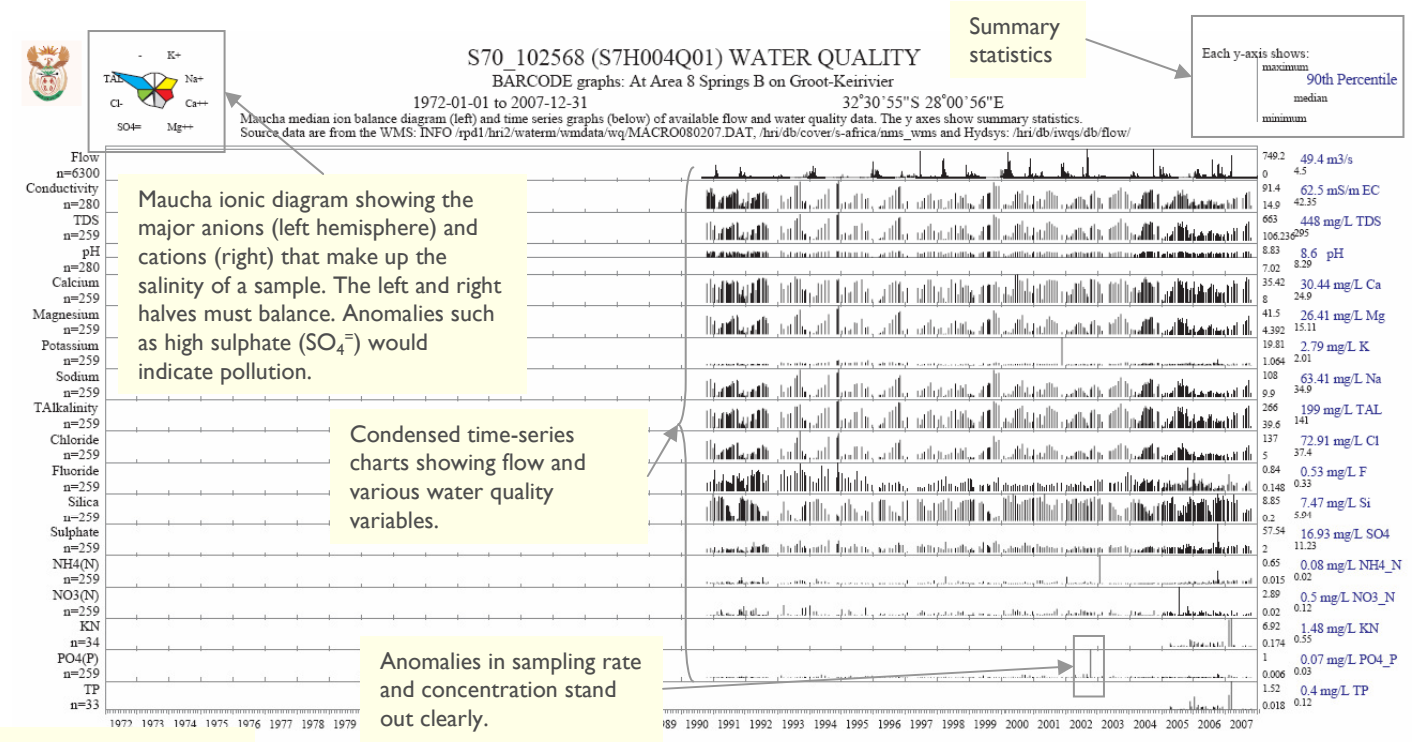 Summary
statistics
Each y-axis shows:
maximum
90th Percentile
median
minimum
- K+
TAL Na+
Cl- Ca++
SO4= Mg++
S70_102568 (S7H004Q01) WATER QUALITY
BARCODE graphs: At Area 8 Springs B on Groot-Keirivier
1972-01-01 to 2007-12-31 32°30'55"S 28°00'56"E
Maucha median ion balance diagram (left) and time series graphs (below) of available flow and water quality data. The y axes show summary statistics.
Source data are from the WMS: INFO /rpd1/hri2/waterm/wmdata/wq/MACRO080207.DAT, /hri/db/cover/s-africa/nms_wms and Hydsys: /hri/db/iwqs/db/flow/
Maucha ionic diagram showing the
major anions (left hemisphere) and
cations (right) that make up the
salinity of a sample. The left and right
halves must balance. Anomalies such
as high sulphate (SO₄⁼) would
indicate pollution.
Condensed time-series
charts showing flow and
various water quality
variables.
Anomalies in sampling rate
and concentration stand
out clearly.
Flow 749.2 49.4 m3/s
n=6300 0 4.5
Conductivity 91.4 62.5 mS/m EC
n=280 14.9 42.35
TDS 663 448 mg/L TDS
n=259 106.236 295
pH 8.83 8.6 pH
n=280 7.02 8.29
Calcium 35.42 30.44 mg/L Ca
n=259 8 24.9
Magnesium 41.5 26.41 mg/L Mg
n=259 4.392 15.11
Potassium 19.81 2.79 mg/L K
n=259 1.064 2.01
Sodium 108 63.41 mg/L Na
n=259 9.9 34.9
TAlkalinity 266 199 mg/L TAL
n=259 39.6 141
Chloride 137 72.91 mg/L Cl
n=259 5 37.4
Fluoride 0.84 0.53 mg/L F
n=259 0.148 0.33
Silica 8.85 7.47 mg/L Si
n=259 0.2 5.94
Sulphate 57.54 16.93 mg/L SO4
n=259 2 11.23
NH4(N) 0.65 0.08 mg/L NH4_N
n=259 0.015 0.02
NO3(N) 2.89 0.5 mg/L NO3_N
n=259 0.02 0.12
KN 6.92 1.48 mg/L KN
n=34 0.174 0.55
PO4(P) 1 0.07 mg/L PO4_P
n=259 0.006 0.03
TP 1.52 0.4 mg/L TP
n=33 0.018 0.12
1972 1973 1974 1975 1976 1977 1978 1979 89 1990 1991 1992 1993 1994 1995 1996 1997 1998 1999 2000 2001 2002 2003 2004 2005 2006 2007